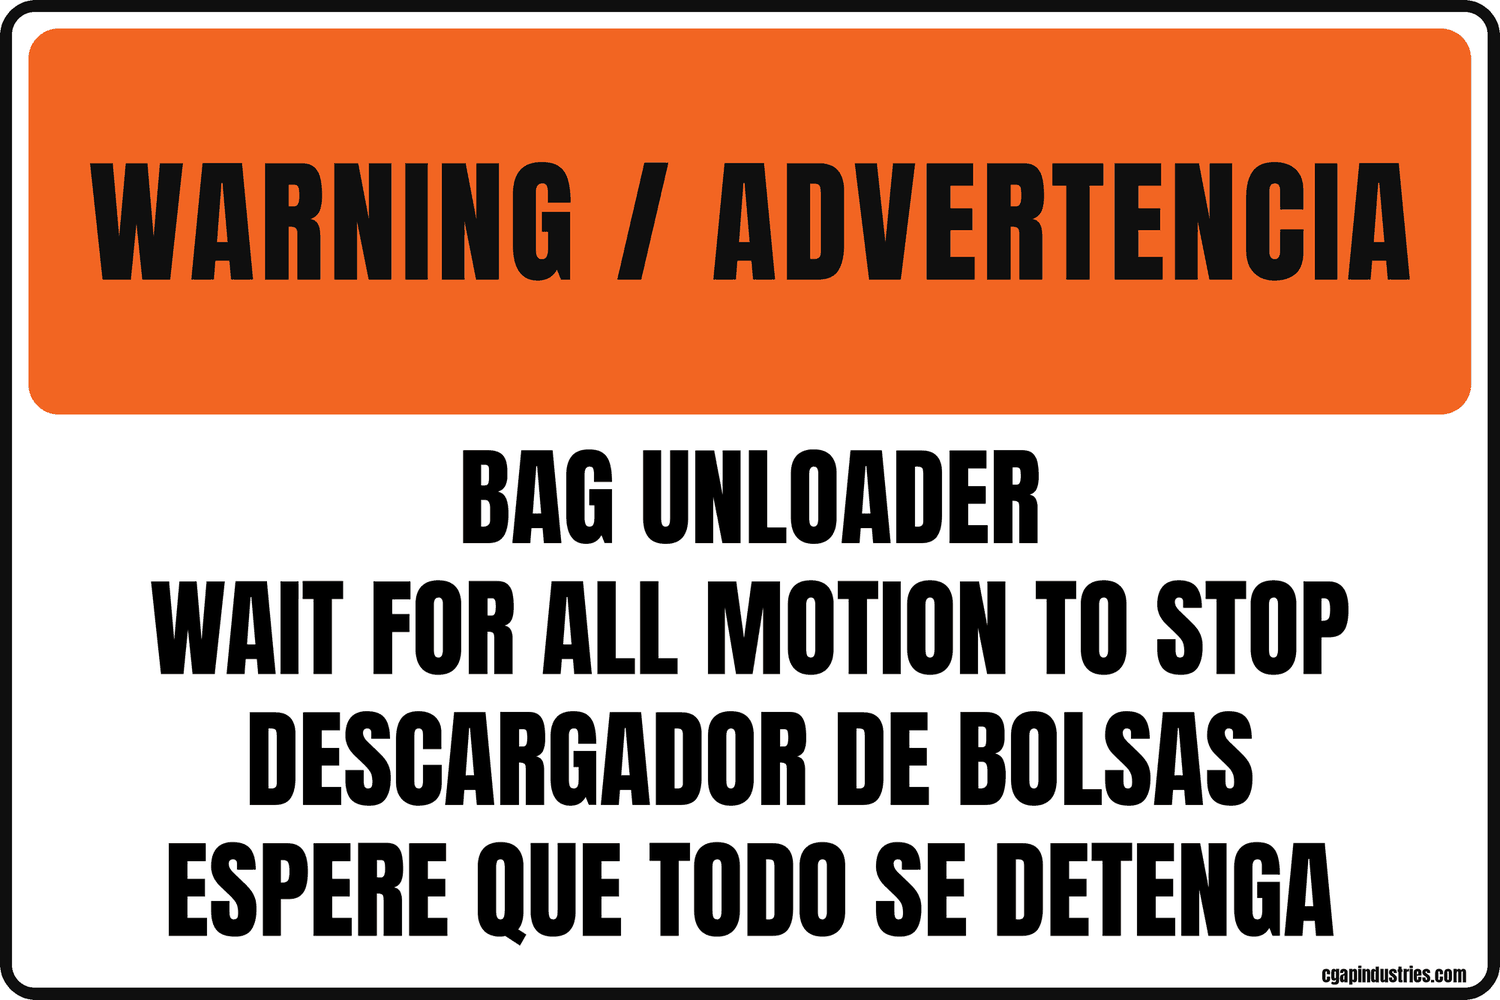 WARNING / ADVERTENCIA
BAG UNLOADER
WAIT FOR ALL MOTION TO STOP
DESCARGADOR DE BOLSAS
ESPERE QUE TODO SE DETENGA
cgapindustries.com